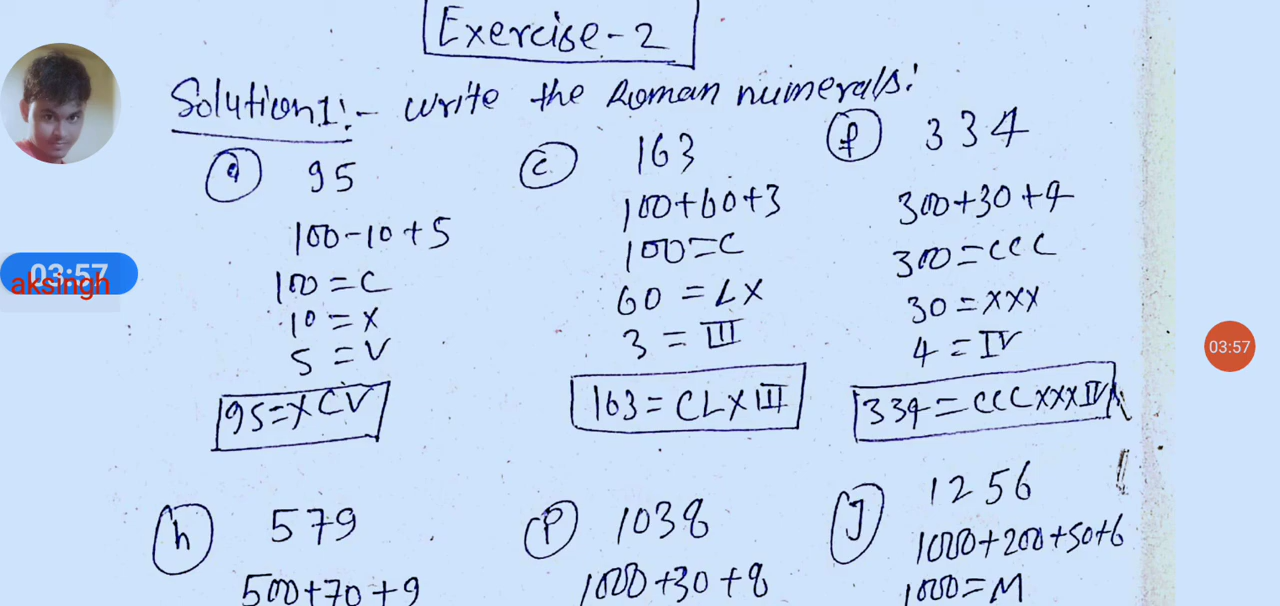 Exercise-2
Solution1:- write the Roman numerals:
a 95
100-10+5
100=C
10=X
5=V
95=XCV
c 163
100+60+3
100=C
60=LX
3=III
163=CLXIII
f 334
300+30+4
300=CCC
30=XXX
4=IV
334=CCCXXXIV
h 579
500+70+9
P 1038
1000+30+8
J 1256
1000+200+50+6
1000=M
03:57
aksingh
03:57